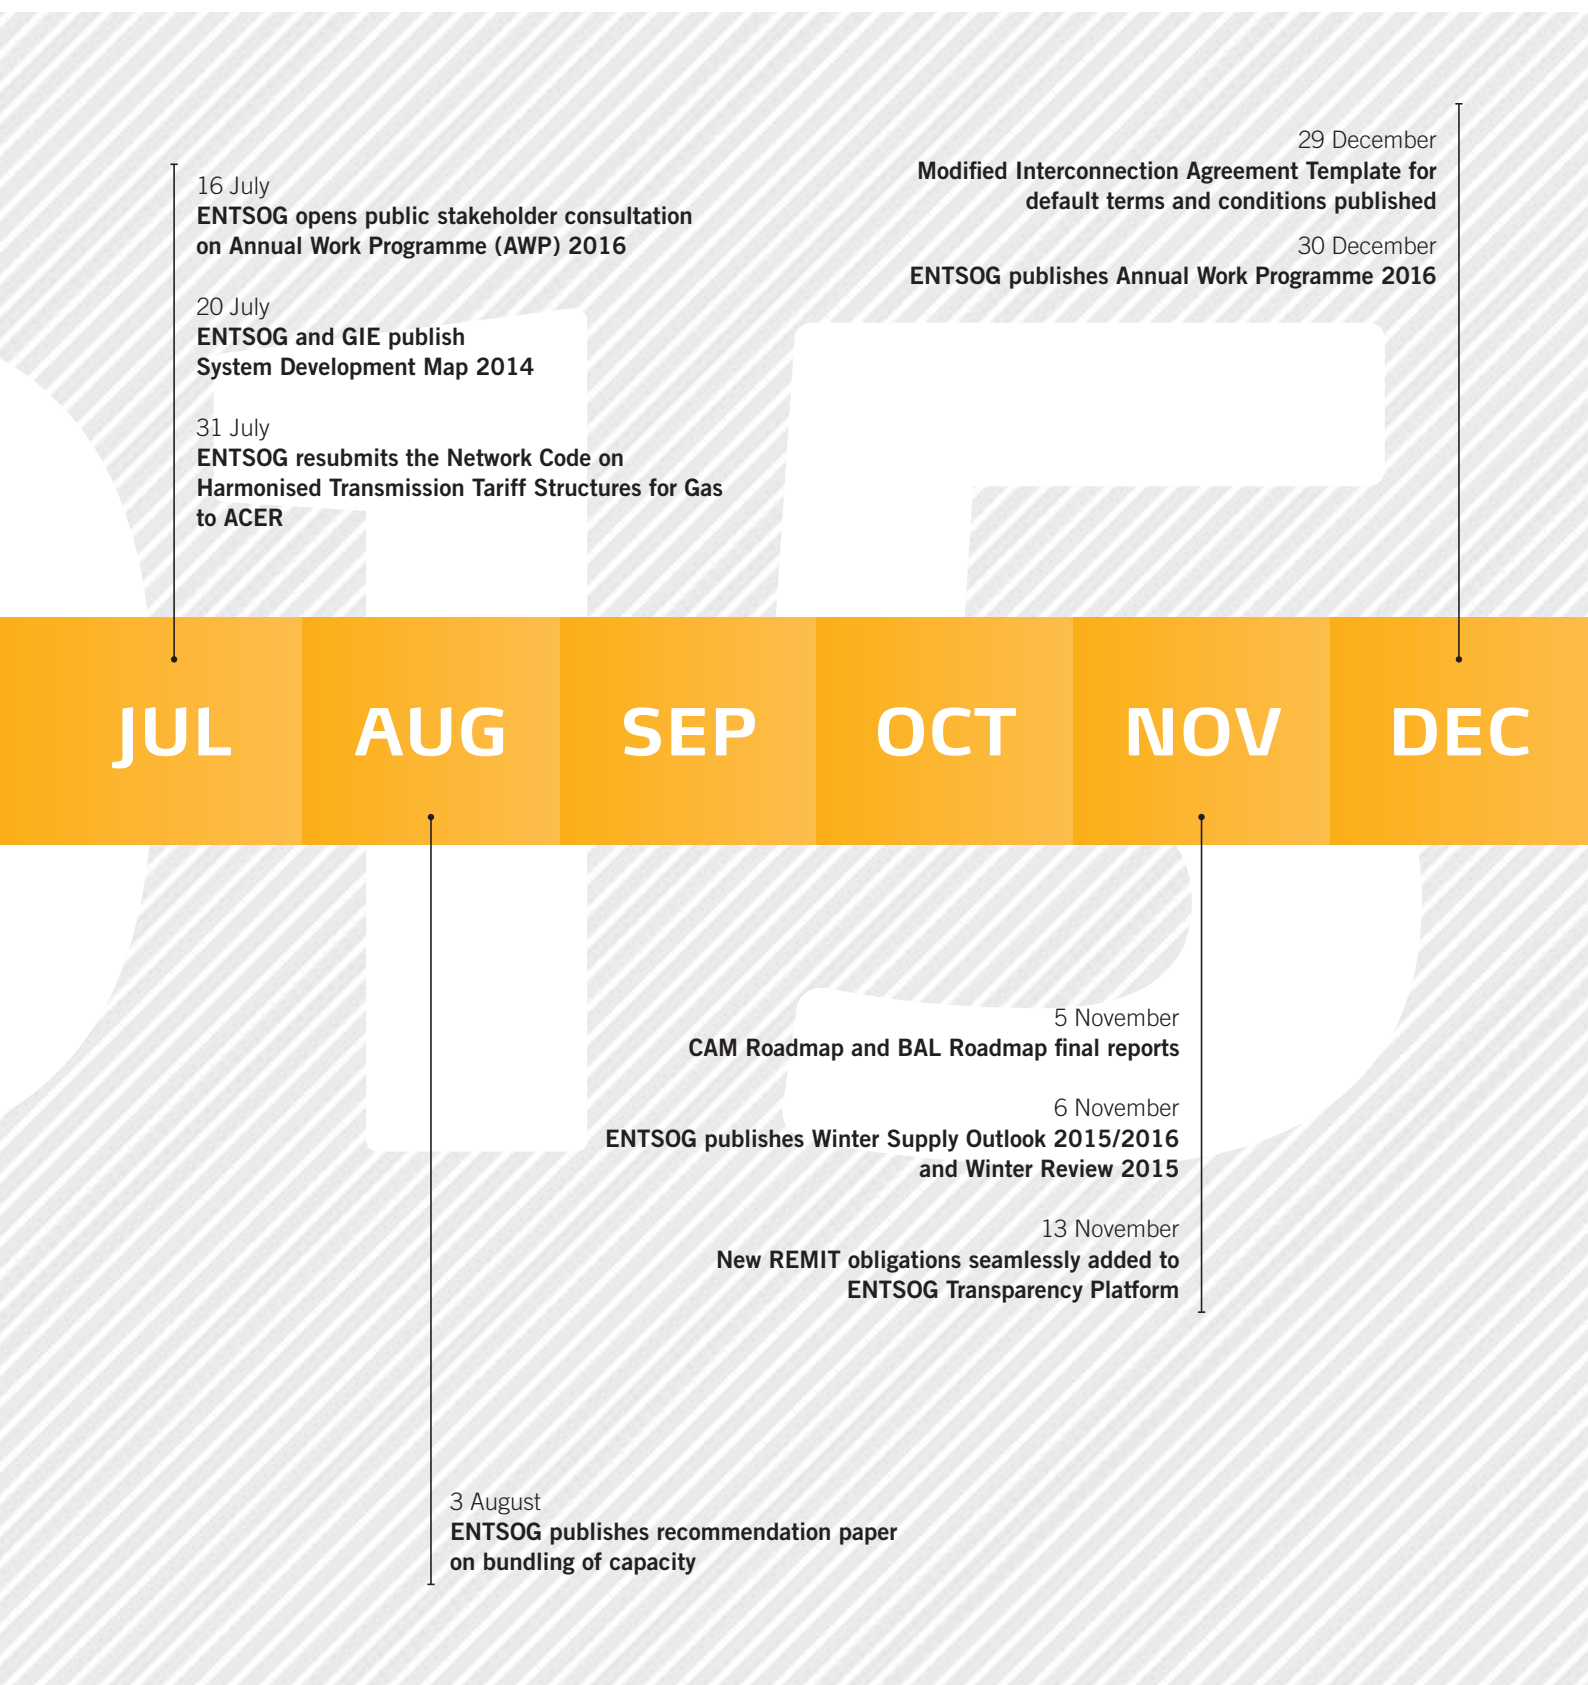 16 July
ENTSOG opens public stakeholder consultation
on Annual Work Programme (AWP) 2016
20 July
ENTSOG and GIE publish
System Development Map 2014
31 July
ENTSOG resubmits the Network Code on
Harmonised Transmission Tariff Structures for Gas
to ACER
29 December
Modified Interconnection Agreement Template for
default terms and conditions published
30 December
ENTSOG publishes Annual Work Programme 2016
JUL AUG SEP OCT NOV DEC
5 November
CAM Roadmap and BAL Roadmap final reports
6 November
ENTSOG publishes Winter Supply Outlook 2015/2016
and Winter Review 2015
13 November
New REMIT obligations seamlessly added to
ENTSOG Transparency Platform
3 August
ENTSOG publishes recommendation paper
on bundling of capacity